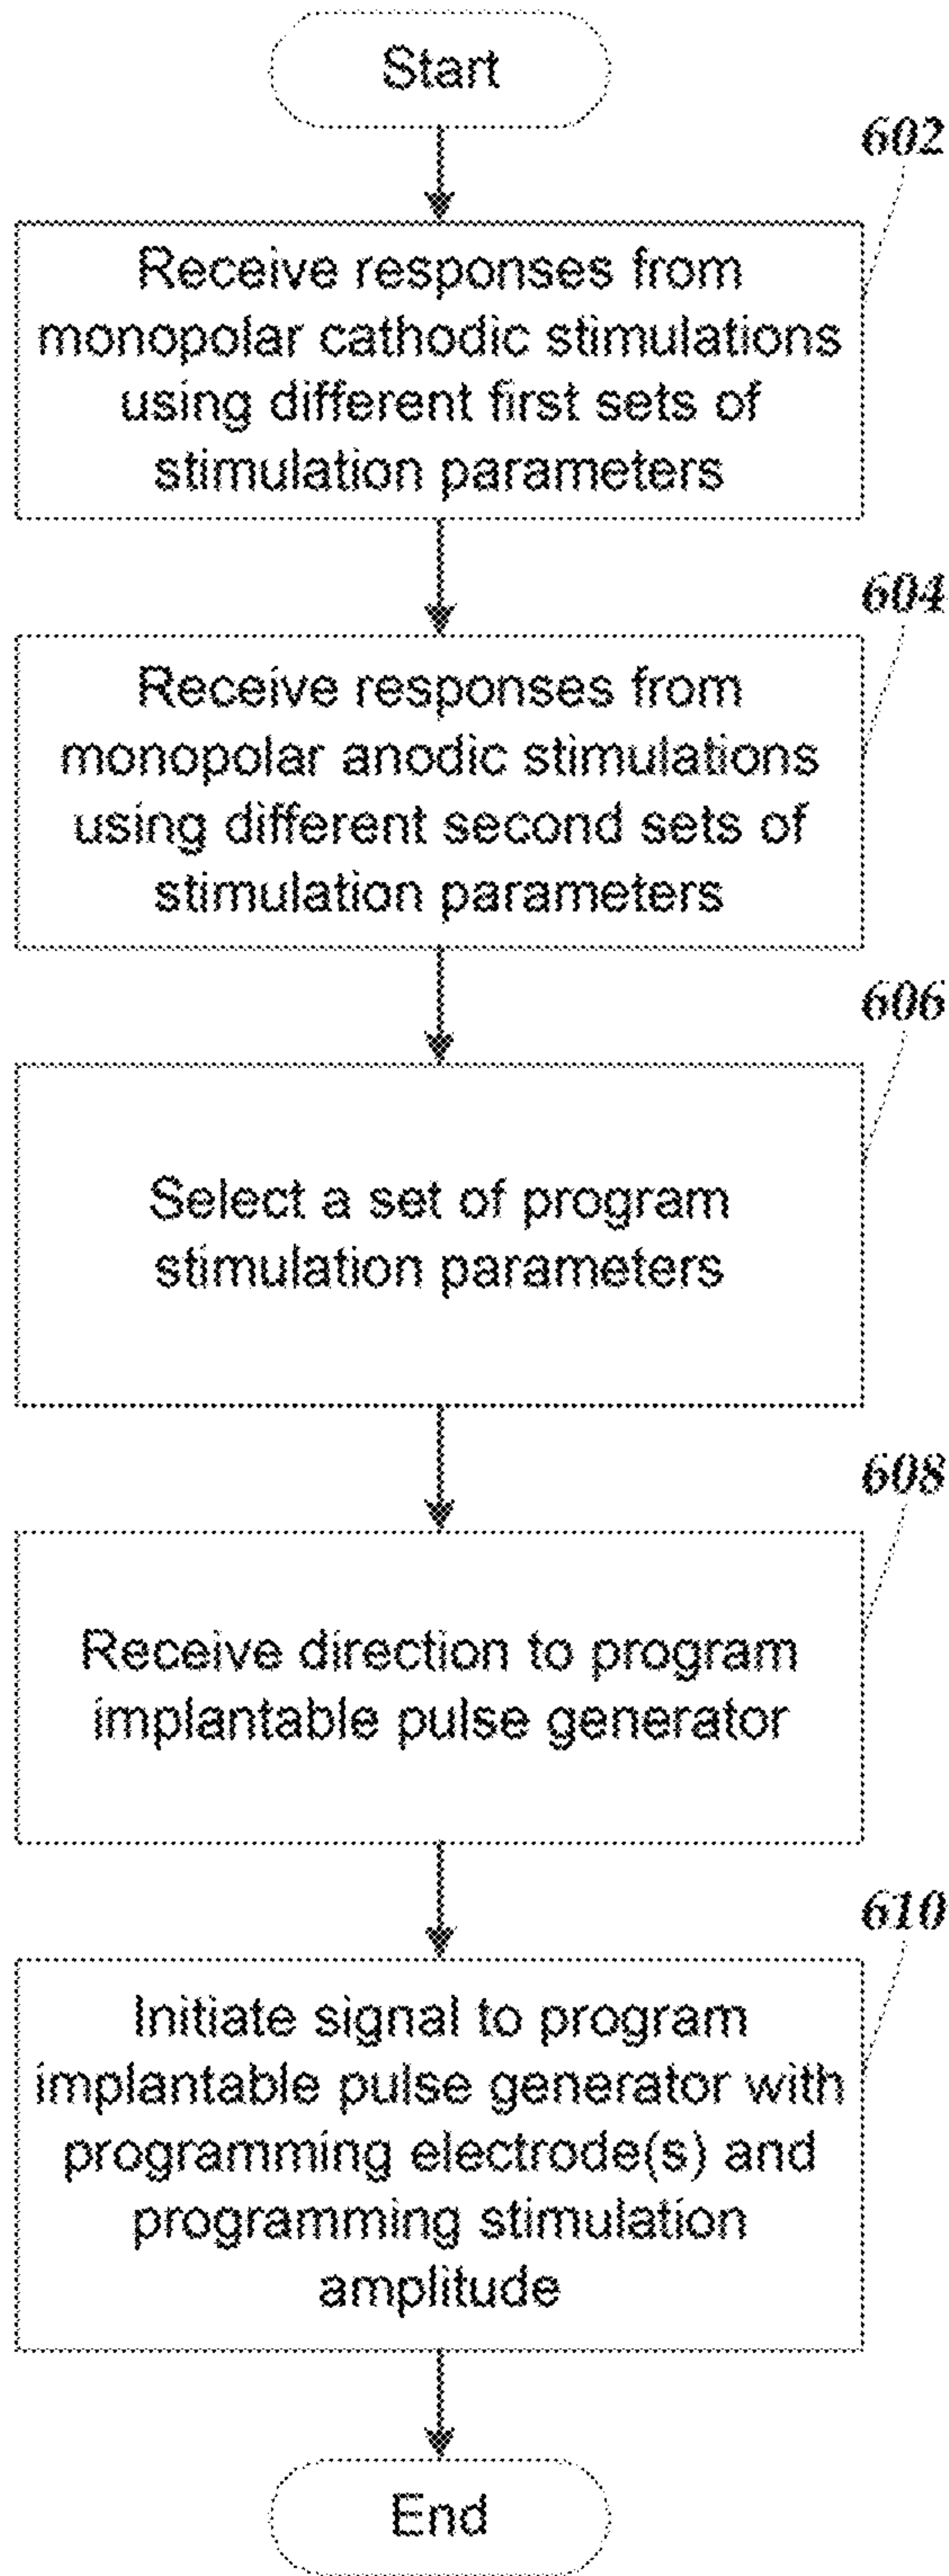 Start
602
Receive responses from
monopolar cathodic stimulations
using different first sets of
stimulation parameters
604
Receive responses from
monopolar anodic stimulations
using different second sets of
stimulation parameters
606
Select a set of program
stimulation parameters
608
Receive direction to program
implantable pulse generator
610
Initiate signal to program
implantable pulse generator with
programming electrode(s) and
programming stimulation
amplitude
End